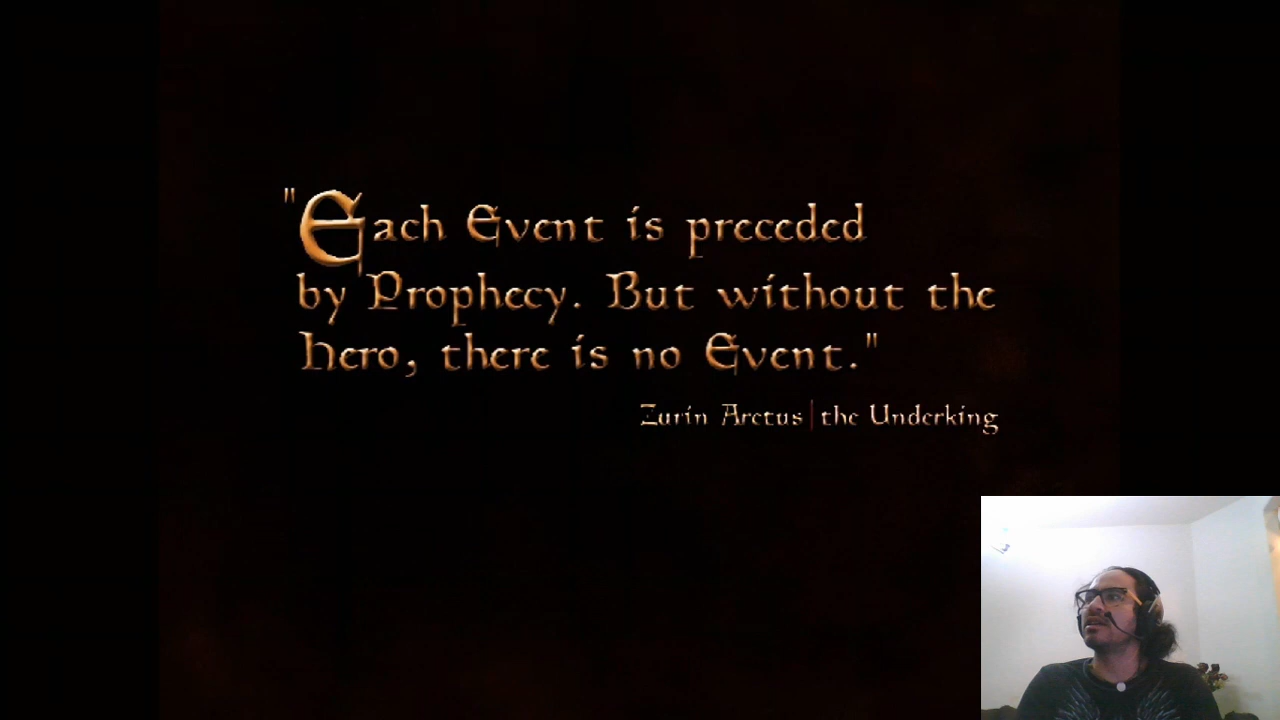 "Each Event is preceded
by Prophecy. But without the
hero, there is no Event."
Zurin Arctus|the Underking